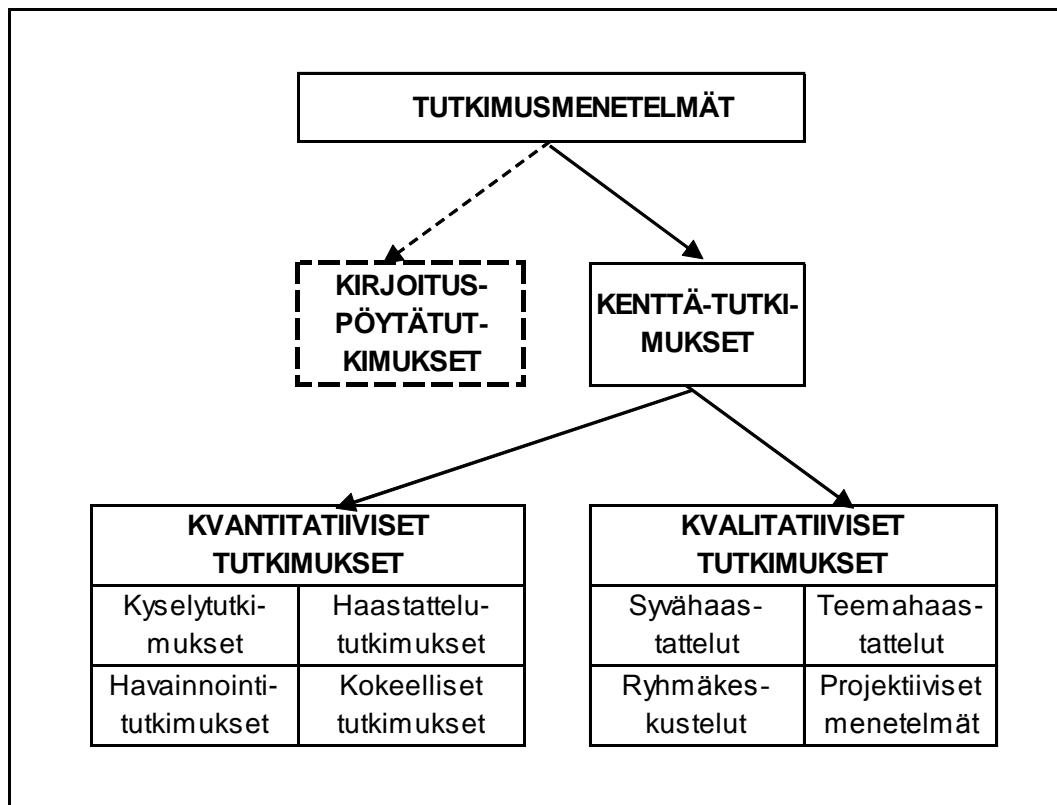 TUTKIMUSMENETELMÄT
KIRJOITUS-
PÖYTÄTUT-
KIMUKSET
KENTTÄ-TUTKI-
MUKSET
KVANTITATIIVISET
TUTKIMUKSET
Kyselytutki-
mukset
Haastattelu-
tutkimukset
Havainnointi-
tutkimukset
Kokeelliset
tutkimukset
KVALITATIIVISET
TUTKIMUKSET
Syvähaas-
tattelut
Teemahaas-
tattelut
Ryhmäkes-
kustelut
Projektiiviset
menetelmät